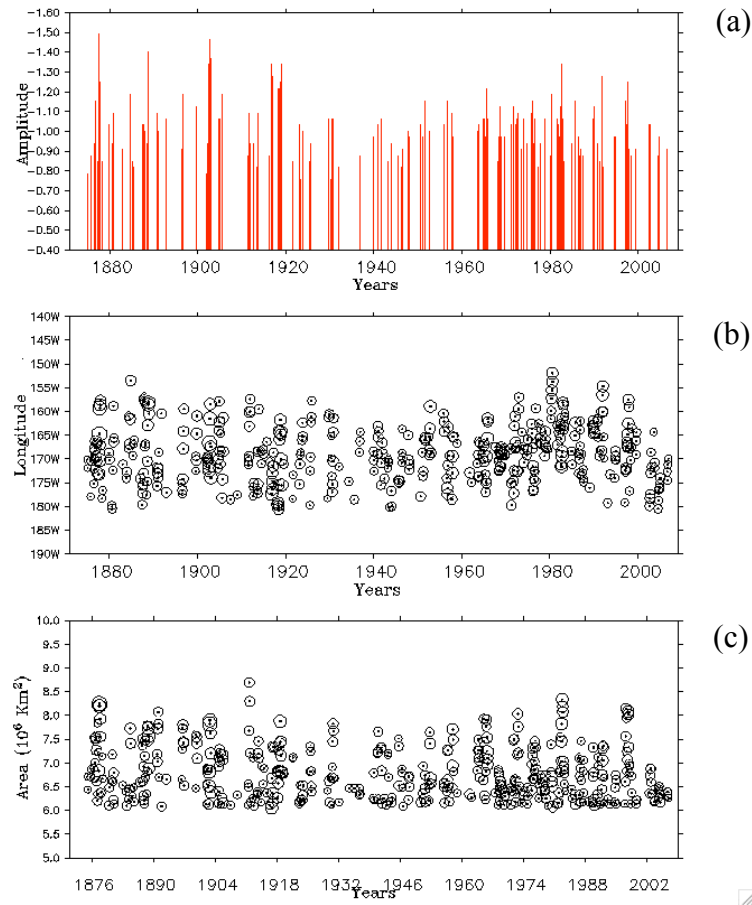 (a)
-1.60
-1.50
-1.40
-1.30
-1.20
-1.10
-1.00
-0.90
-0.80
-0.70
-0.60
-0.50
-0.40
Amplitude
1880 1900 1920 1940 1960 1980 2000
Years
(b)
140W
145W
150W
155W
160W
165W
170W
175W
180W
185W
190W
Longitude
1880 1900 1920 1940 1960 1980 2000
Years
(c)
10.0
9.5
9.0
8.5
8.0
7.5
7.0
6.5
6.0
5.5
5.0
Area (10⁶ Km²)
1876 1890 1904 1918 1932 1946 1960 1974 1988 2002
Years